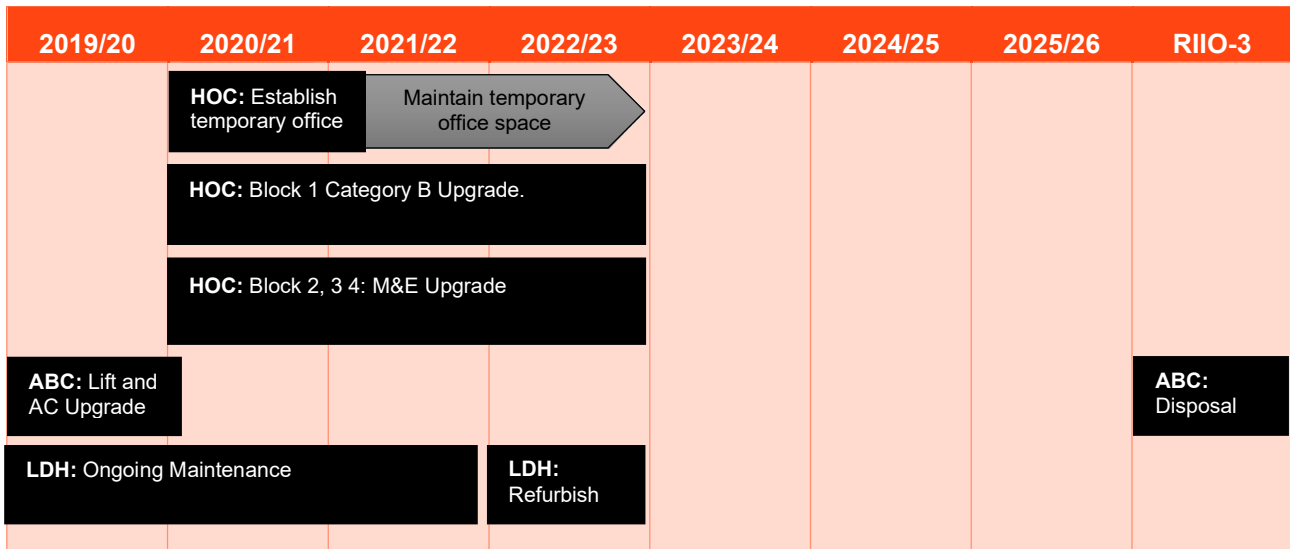 2019/20 2020/21 2021/22 2022/23 2023/24 2024/25 2025/26 RIIO-3
HOC: Establish
temporary office
Maintain temporary
office space
HOC: Block 1 Category B Upgrade.
HOC: Block 2, 3 4: M&E Upgrade
ABC: Lift and
AC Upgrade
ABC:
Disposal
LDH: Ongoing Maintenance
LDH:
Refurbish